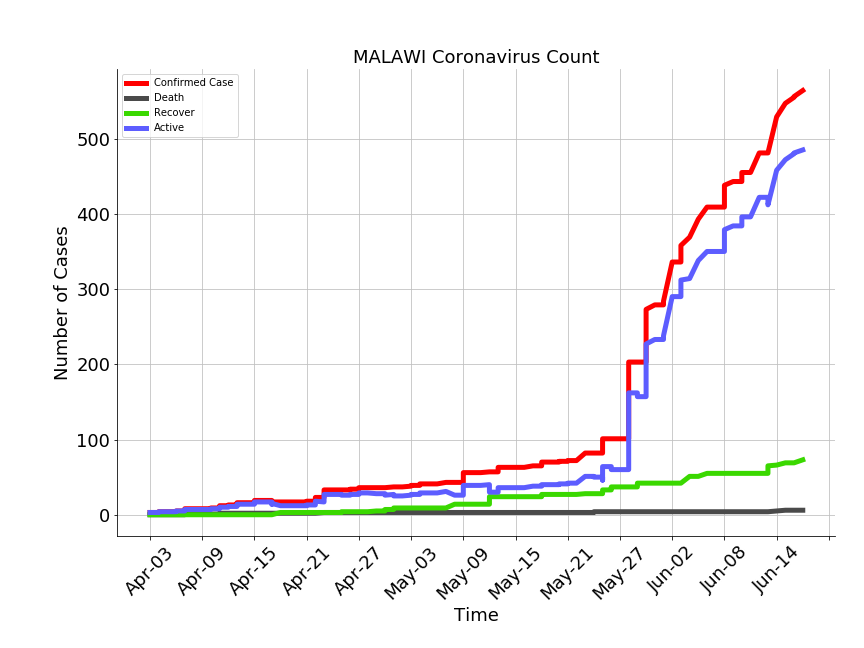 MALAWI Coronavirus Count
Confirmed Case
Death
Recover
Active
Number of Cases
500
400
300
200
100
0
Apr-03 Apr-09 Apr-15 Apr-21 Apr-27 May-03 May-09 May-15 May-21 May-27 Jun-02 Jun-08 Jun-14
Time